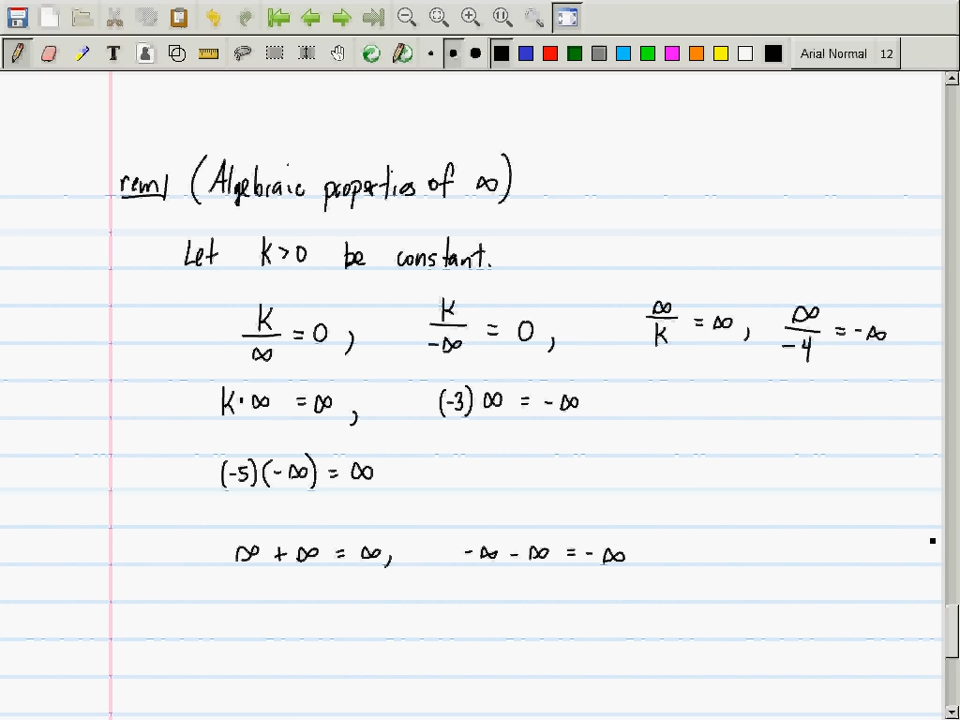 Arial Normal 12
rem (Algebraic properties of ∞)
Let K>0 be constant.
K/∞ = 0, K/-∞ = 0, ∞/K = ∞, ∞/-4 = -∞
K·∞ = ∞, (-3)∞ = -∞
(-5)(-∞) = ∞
∞ + ∞ = ∞, -∞ - ∞ = -∞